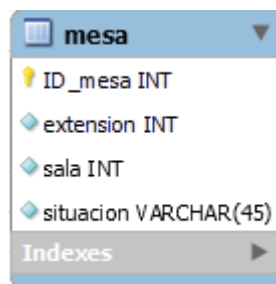 mesa
ID_mesa INT
extension INT
sala INT
situacion VARCHAR(45)
Indexes